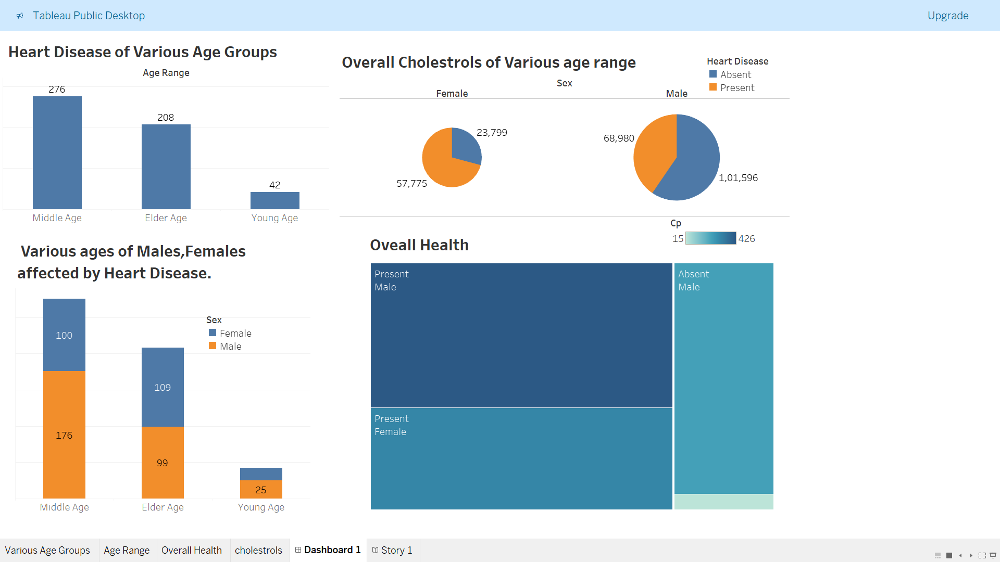 Tableau Public Desktop
Upgrade
Heart Disease of Various Age Groups
Age Range
276
208
42
Middle Age
Elder Age
Young Age
Overall Cholestrols of Various age range
Sex
Female
Male
Heart Disease
Absent
Present
23,799
57,775
68,980
1,01,596
Various ages of Males,Females
affected by Heart Disease.
Sex
Female
Male
100
176
109
99
25
Middle Age
Elder Age
Young Age
Oveall Health
Cp
15
426
Present
Male
Present
Female
Absent
Male
Various Age Groups
Age Range
Overall Health
cholestrols
Dashboard 1
Story 1